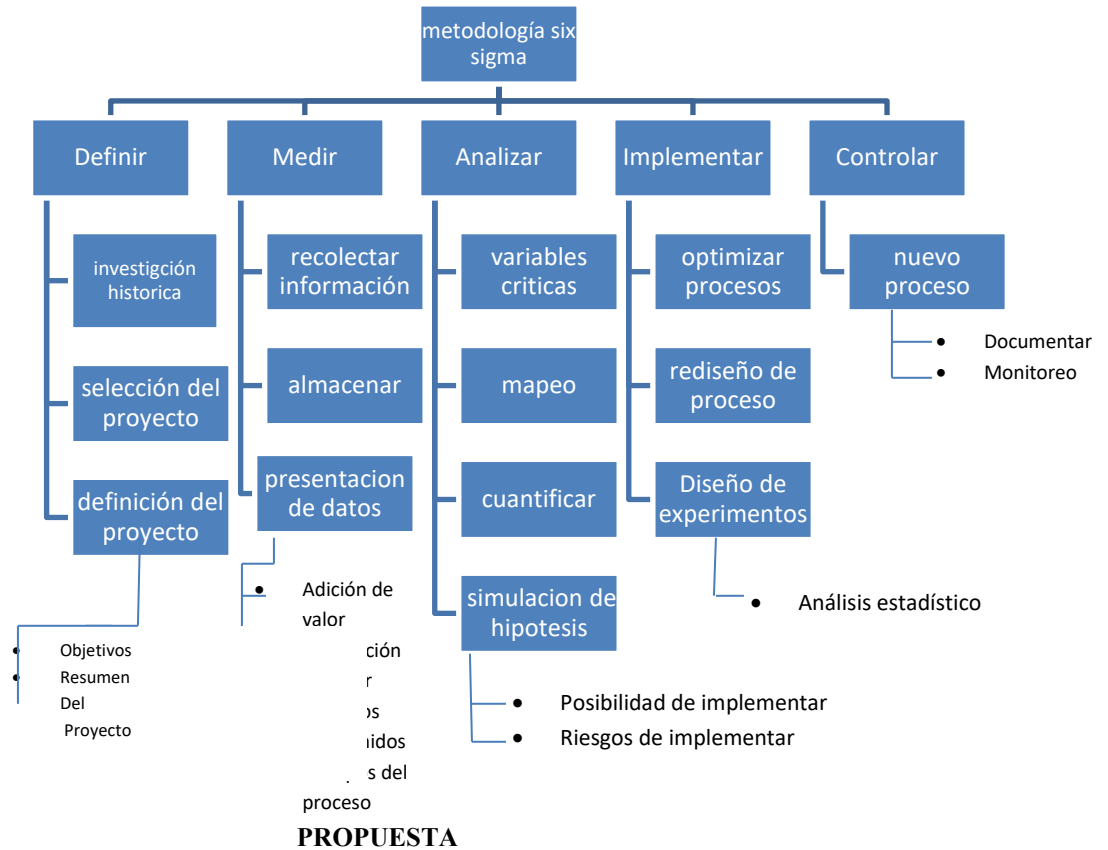 metodología six
sigma
Definir
Medir
Analizar
Implementar
Controlar
investigción
historica
selección del
proyecto
definición del
proyecto
Objetivos
Resumen
Del
Proyecto
recolectar
información
almacenar
presentacion
de datos
Adición de
valor
del
proceso
variables
criticas
mapeo
cuantificar
simulacion de
hipotesis
Posibilidad de implementar
Riesgos de implementar
optimizar
procesos
rediseño de
proceso
Diseño de
experimentos
Análisis estadístico
nuevo
proceso
Documentar
Monitoreo
PROPUESTA